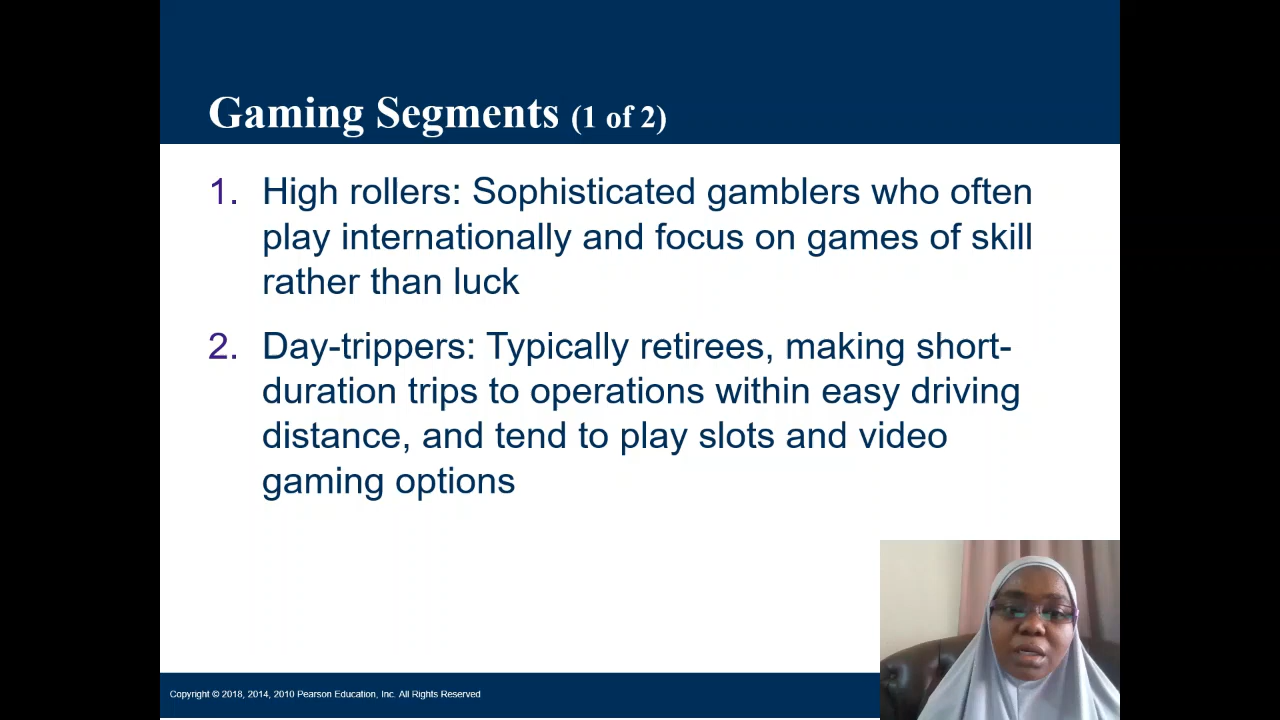 Gaming Segments (1 of 2)
1. High rollers: Sophisticated gamblers who often
play internationally and focus on games of skill
rather than luck
2. Day-trippers: Typically retirees, making short-
duration trips to operations within easy driving
distance, and tend to play slots and video
gaming options
Copyright © 2018, 2014, 2010 Pearson Education, Inc. All Rights Reserved